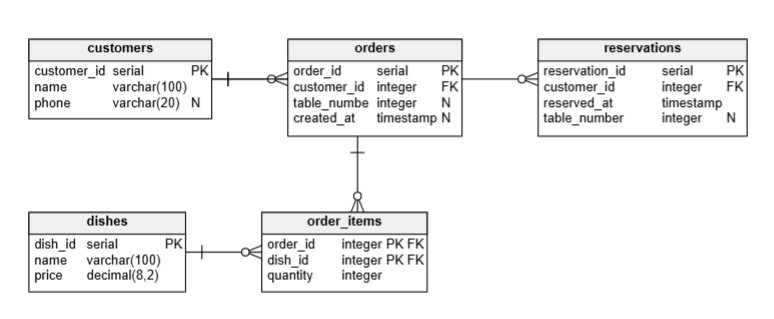 customers
customer_id serial PK
name varchar(100)
phone varchar(20) N
orders
order_id serial PK
customer_id integer FK
table_numbe integer N
created_at timestamp N
reservations
reservation_id serial PK
customer_id integer FK
reserved_at timestamp
table_number integer N
dishes
dish_id serial PK
name varchar(100)
price decimal(8,2)
order_items
order_id integer PK FK
dish_id integer PK FK
quantity integer